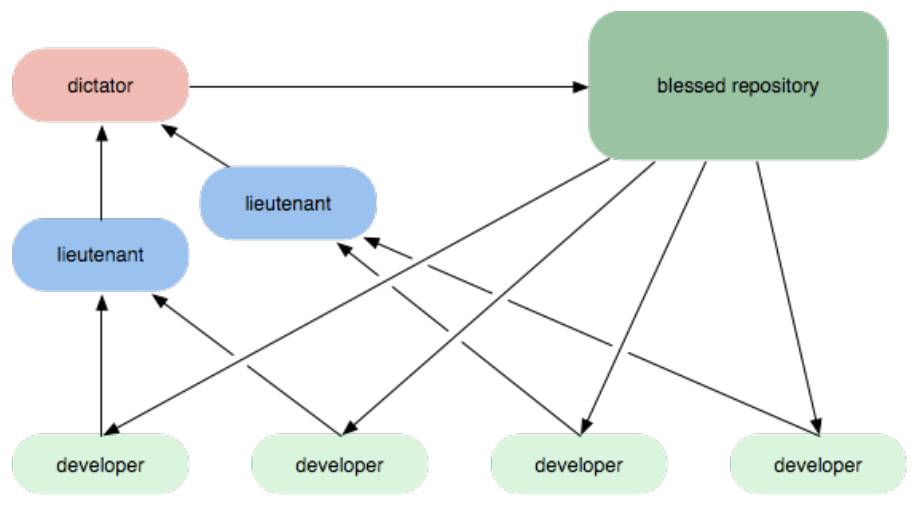 dictator
blessed repository
lieutenant
lieutenant
developer
developer
developer
developer